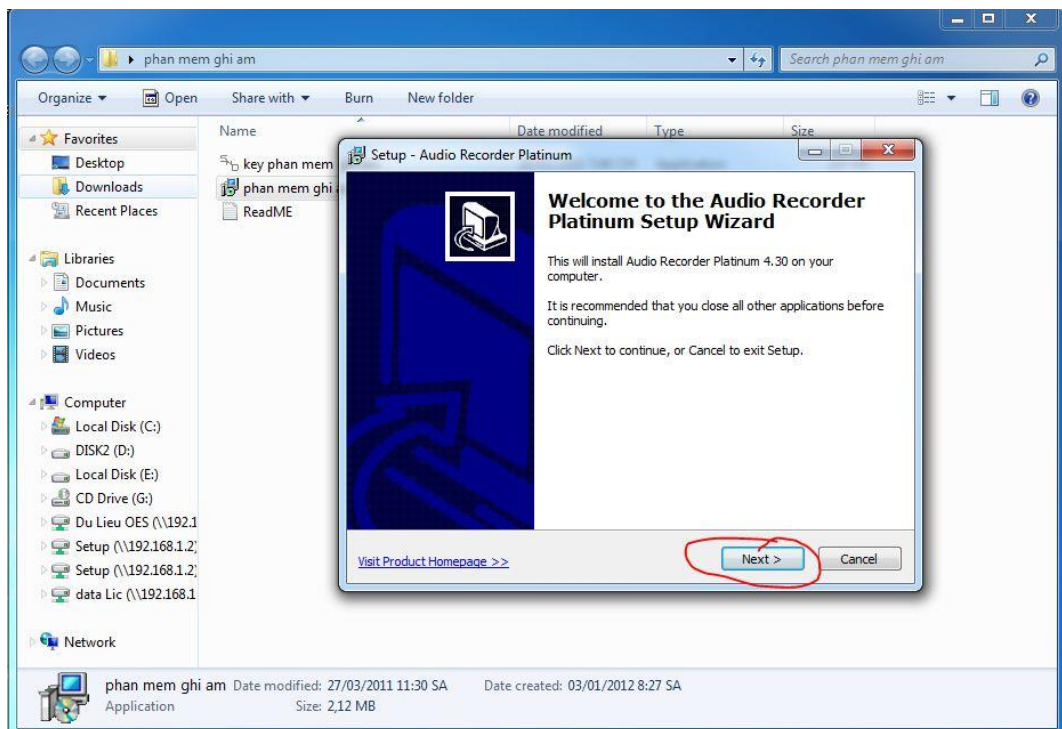 phan mem ghi am
Search phan mem ghi am
Organize
Open
Share with
Burn
New folder
Favorites
Desktop
Downloads
Recent Places
Libraries
Documents
Music
Pictures
Videos
Computer
Local Disk (C:)
DISK2 (D:)
Local Disk (E:)
CD Drive (G:)
Du Lieu OES (\\192.1
Setup (\\192.168.1.2)
Setup (\\192.168.1.2)
data Lic (\\192.168.1
Network
Name Date modified Type Size
key phan mem
phan mem ghi
ReadME
Setup - Audio Recorder Platinum
Welcome to the Audio Recorder
Platinum Setup Wizard
This will install Audio Recorder Platinum 4.30 on your
computer.
It is recommended that you close all other applications before
continuing.
Click Next to continue, or Cancel to exit Setup.
Visit Product Homepage >>
Next >
Cancel
phan mem ghi am Date modified: 27/03/2011 11:30 SA Date created: 03/01/2012 8:27 SA
Application Size: 2,12 MB